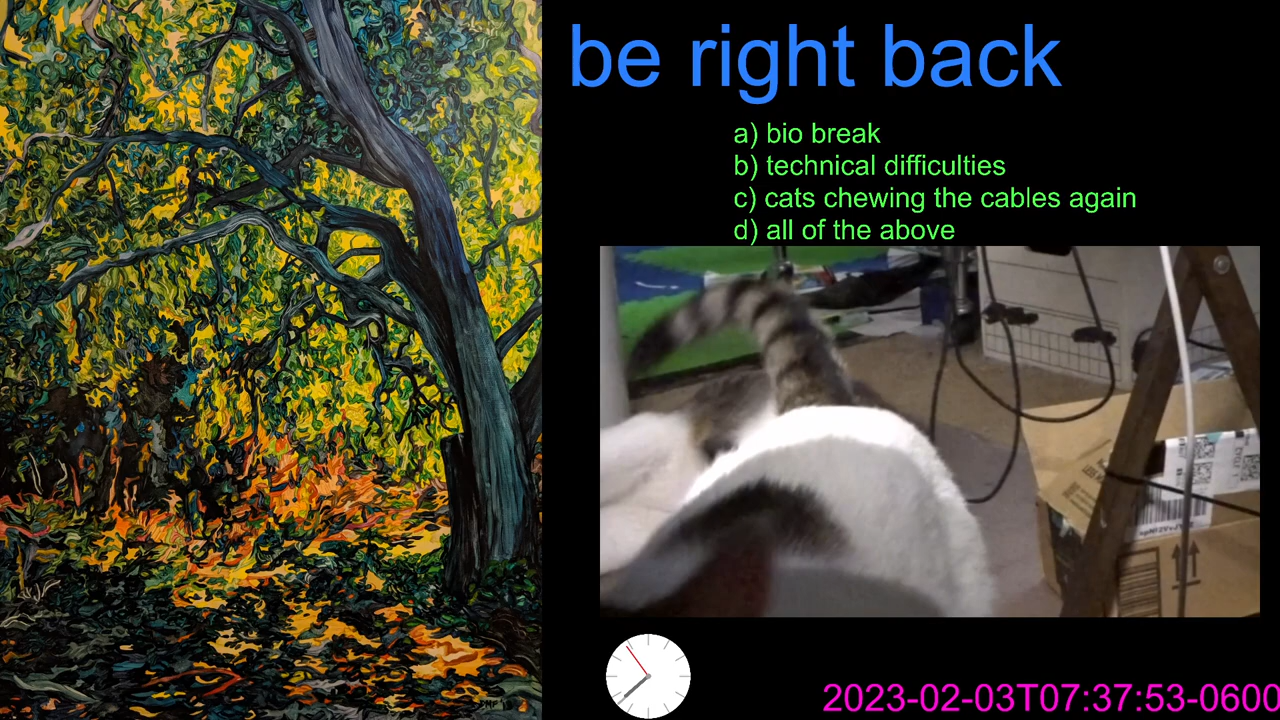 be right back
a) bio break
b) technical difficulties
c) cats chewing the cables again
d) all of the above
2023-02-03T07:37:53-0600